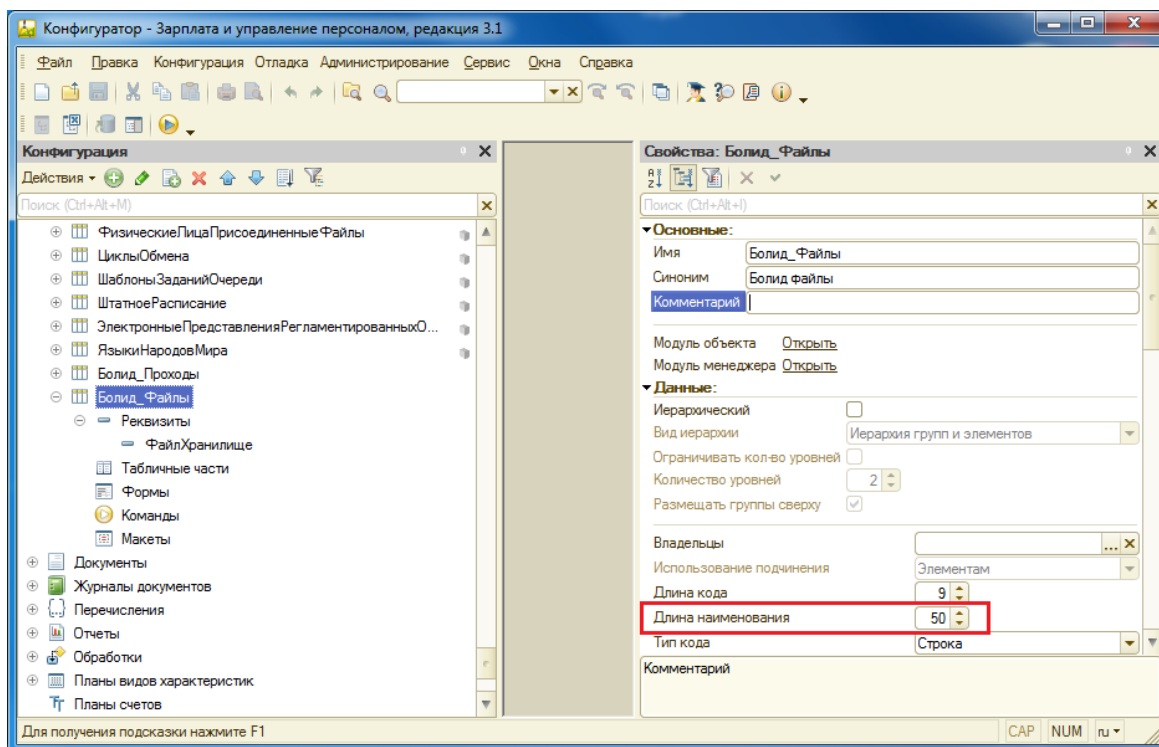 Конфигуратор - Зарплата и управление персоналом, редакция 3.1
Файл Правка Конфигурация Отладка Администрирование Сервис Окна Справка
Конфигурация
Действия
Поиск (Ctrl+Alt+M)
ФизическиеЛицаПрисоединенныеФайлы
ЦиклыОбмена
ШаблоныЗаданийОчереди
ШтатноеРасписание
ЭлектронныеПредставленияРегламентированныхО...
ЯзыкиНародовМира
Болид_Проходы
Болид_Файлы
Реквизиты
ФайлХранилище
Табличные части
Формы
Команды
Макеты
Документы
Журналы документов
Перечисления
Отчеты
Обработки
Планы видов характеристик
Планы счетов
Свойства: Болид_Файлы
Поиск (Ctrl+Alt+I)
Основные:
Имя Болид_Файлы
Синоним Болид файлы
Комментарий
Модуль объекта Открыть
Модуль менеджера Открыть
Данные:
Иерархический
Вид иерархии Иерархия групп и элементов
Ограничивать кол-во уровней
Количество уровней 2
Размещать группы сверху
Владельцы ...
Использование подчинения Элементам
Длина кода 9
Длина наименования 50
Тип кода Строка
Комментарий
Для получения подсказки нажмите F1
CAP NUM ru